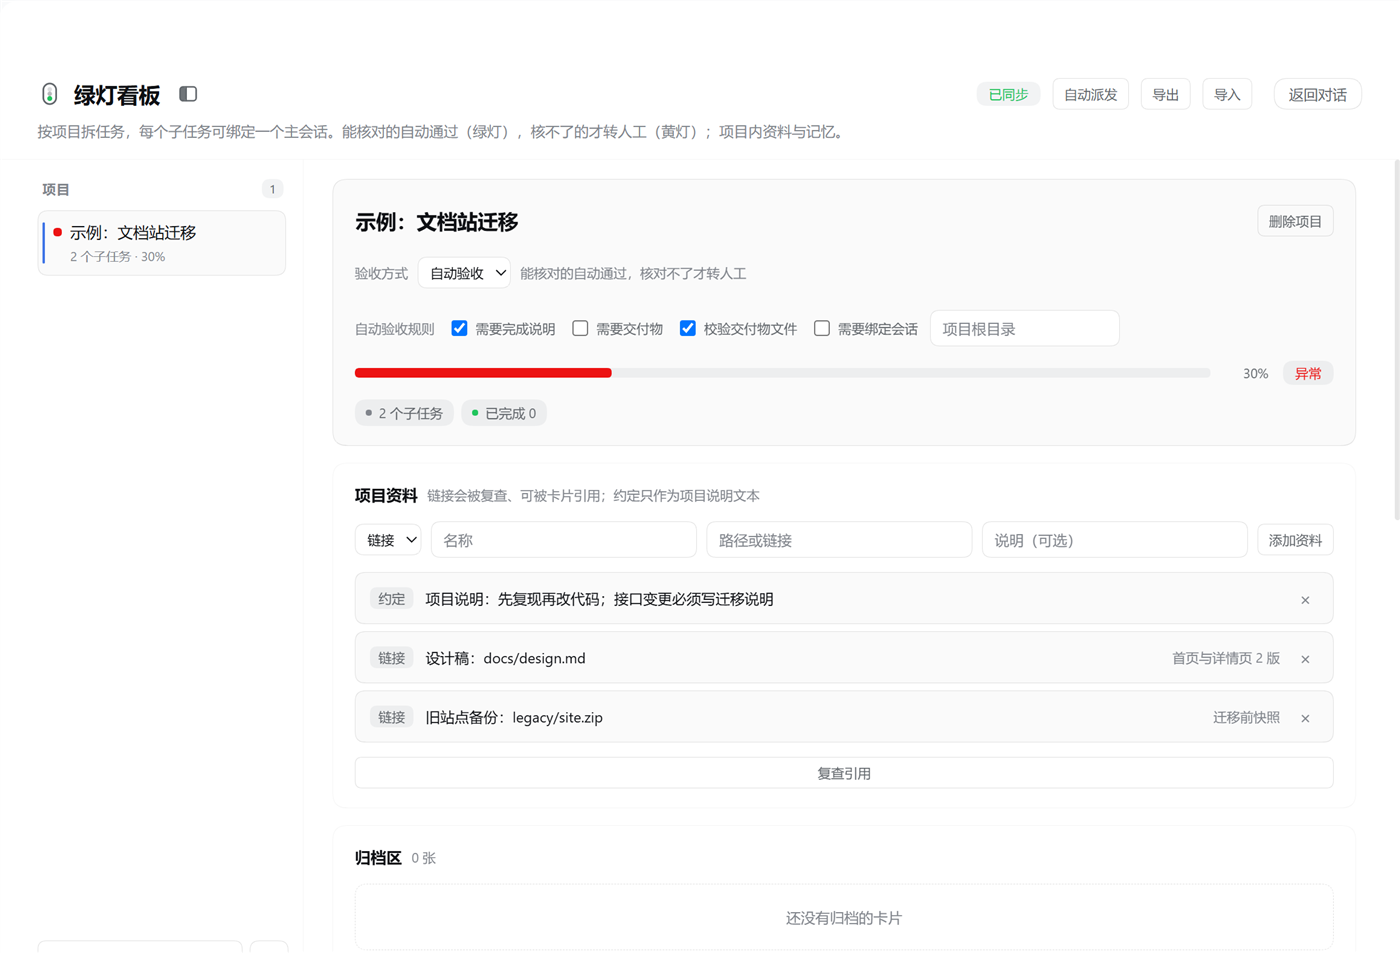 绿灯看板
已同步
自动派发
导出
导入
返回对话
按项目拆任务，每个子任务可绑定一个主会话。能核对的自动通过（绿灯），核不了的才转人工（黄灯）；项目内资料与记忆。
项目
1
示例：文档站迁移
2 个子任务 · 30%
示例：文档站迁移
删除项目
验收方式
自动验收
能核对的自动通过，核对不了才转人工
自动验收规则
需要完成说明
需要交付物
校验交付物文件
需要绑定会话
项目根目录
30%
异常
2 个子任务
已完成 0
项目资料
链接会被复查、可被卡片引用；约定只作为项目说明文本
链接
名称
路径或链接
说明（可选）
添加资料
约定
项目说明：先复现再改代码；接口变更必须写迁移说明
×
链接
设计稿：docs/design.md
首页与详情页 2 版
×
链接
旧站点备份：legacy/site.zip
迁移前快照
×
复查引用
归档区
0 张
还没有归档的卡片